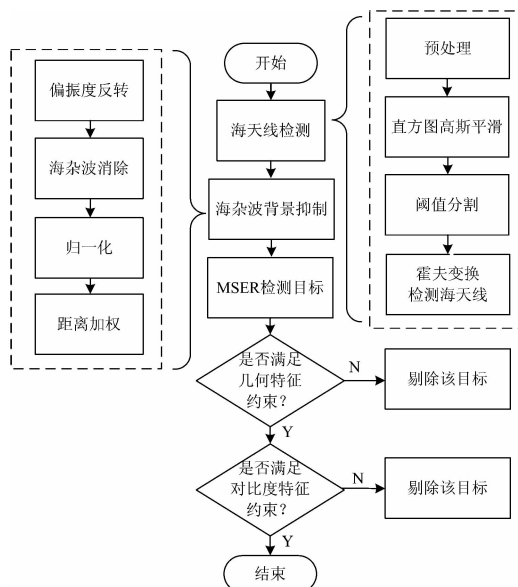 开始
海天线检测
海杂波背景抑制
MSER检测目标
是否满足
几何特征
约束？
N
剔除该目标
Y
是否满足
对比度特征
约束？
N
剔除该目标
Y
结束
偏振度反转
海杂波消除
归一化
距离加权
预处理
直方图高斯平滑
阈值分割
霍夫变换
检测海天线